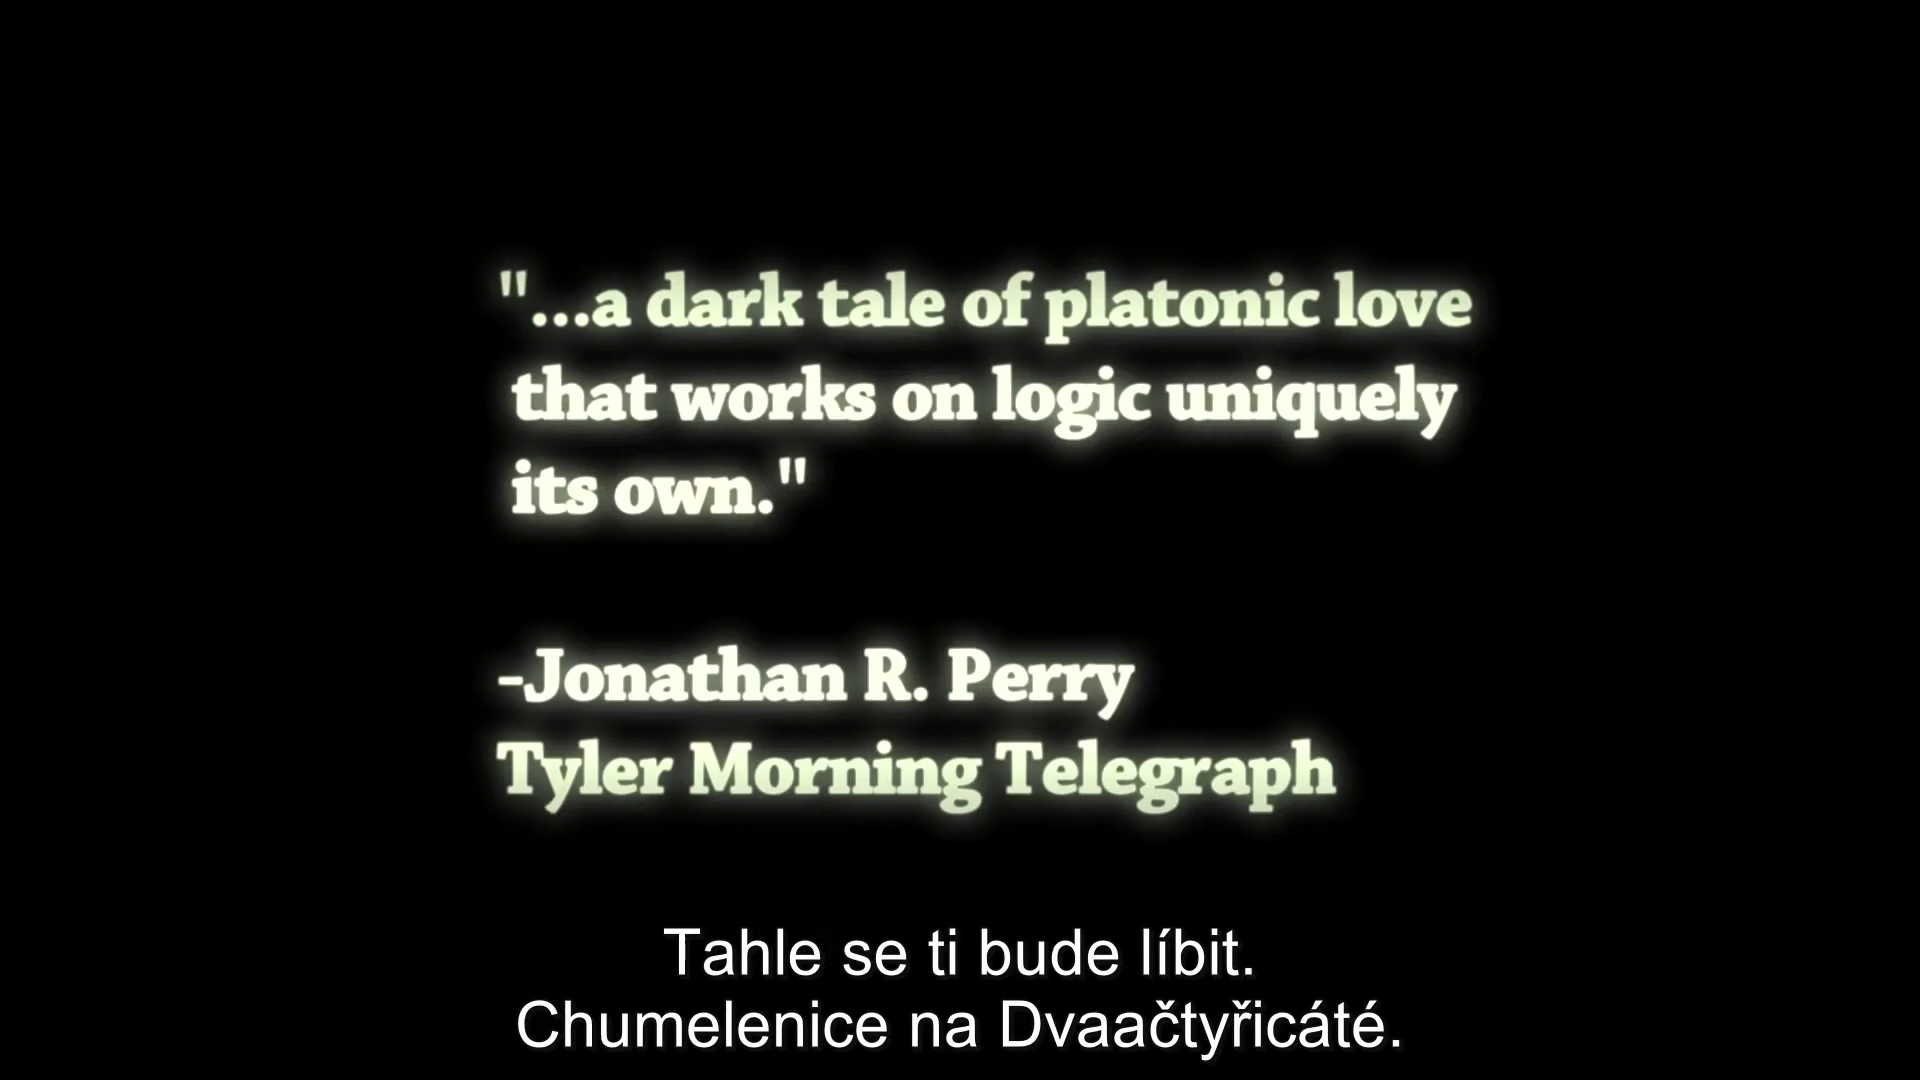 "...a dark tale of platonic love
that works on logic uniquely
its own."
-Jonathan R. Perry
Tyler Morning Telegraph
Tahle se ti bude líbit.
Chumelenice na Dvaačtyřicáté.